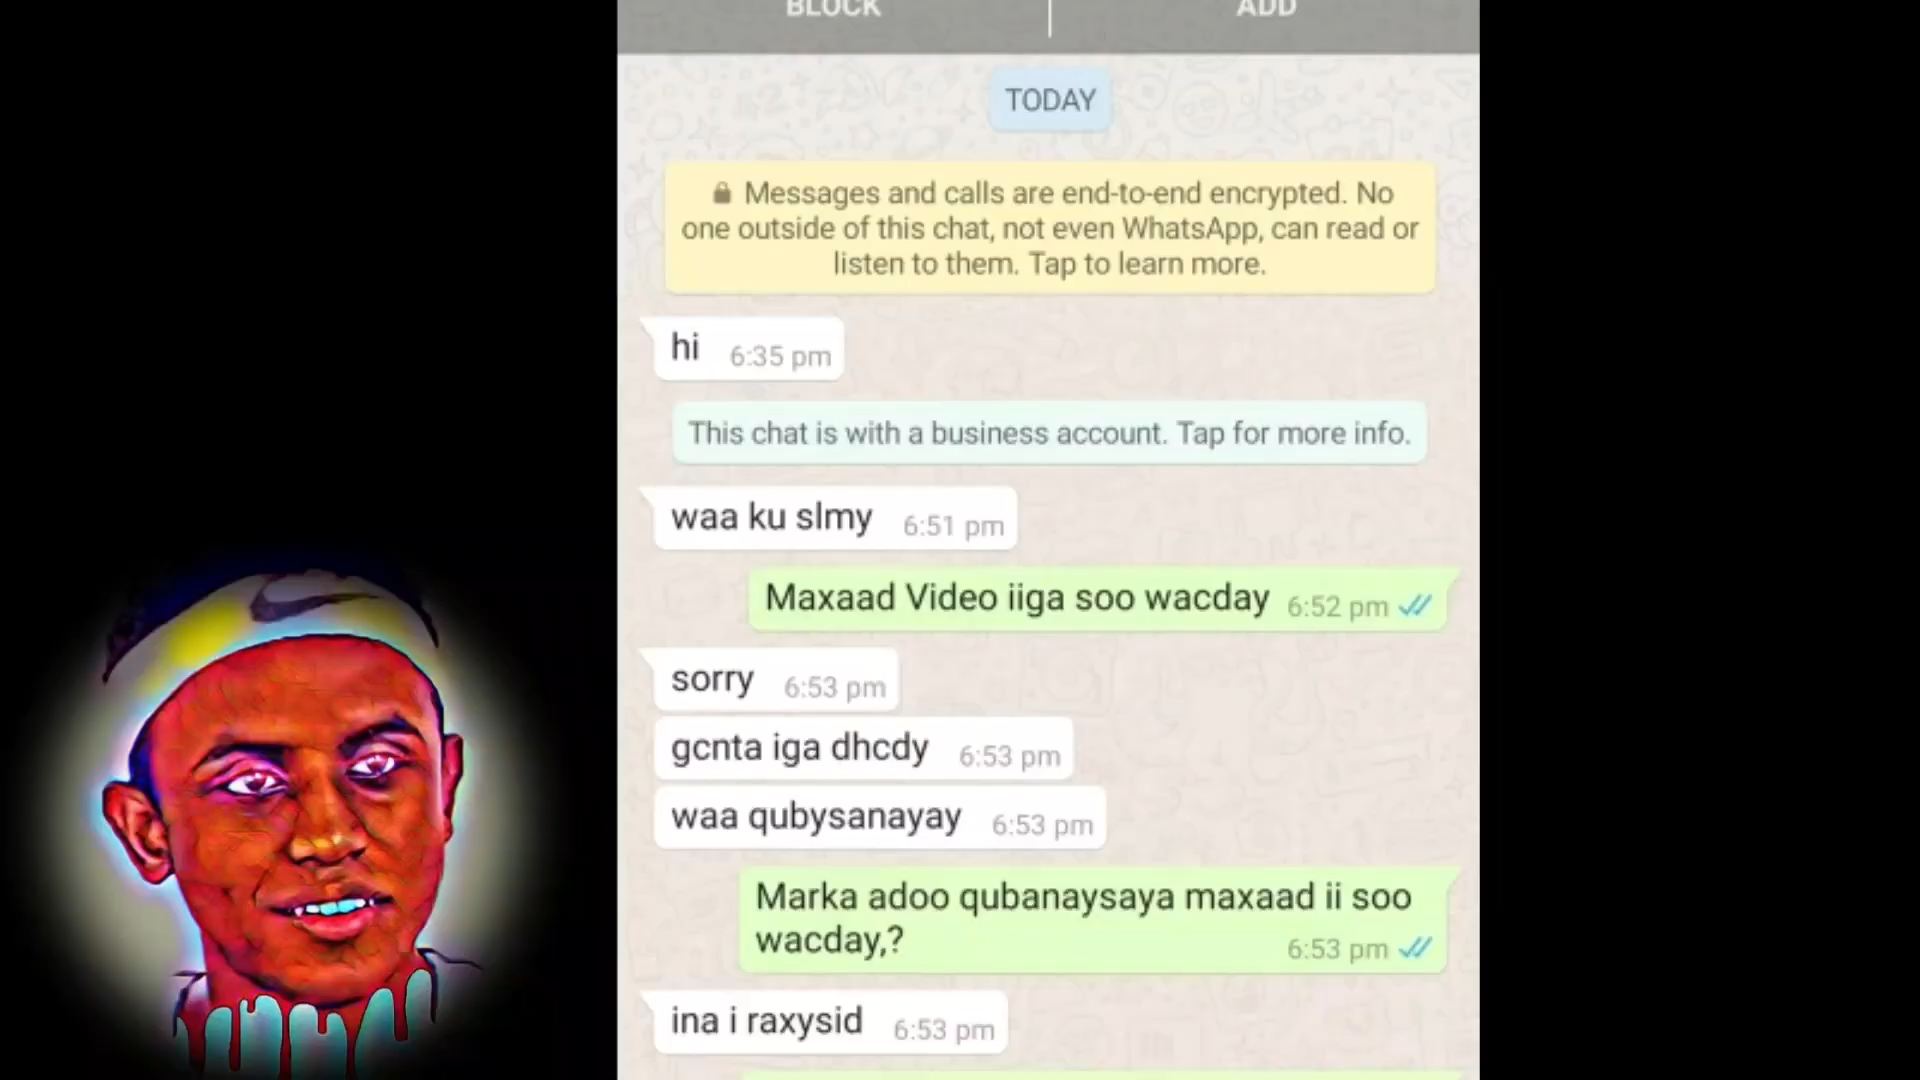 BLOCK
ADD
TODAY
Messages and calls are end-to-end encrypted. No
one outside of this chat, not even WhatsApp, can read or
listen to them. Tap to learn more.
hi 6:35 pm
This chat is with a business account. Tap for more info.
waa ku slmy 6:51 pm
Maxaad Video iiga soo wacday 6:52 pm
sorry 6:53 pm
gcnta iga dhcdy 6:53 pm
waa qubysanayay 6:53 pm
Marka adoo qubanaysaya maxaad ii soo
wacday,? 6:53 pm
ina i raxysid 6:53 pm